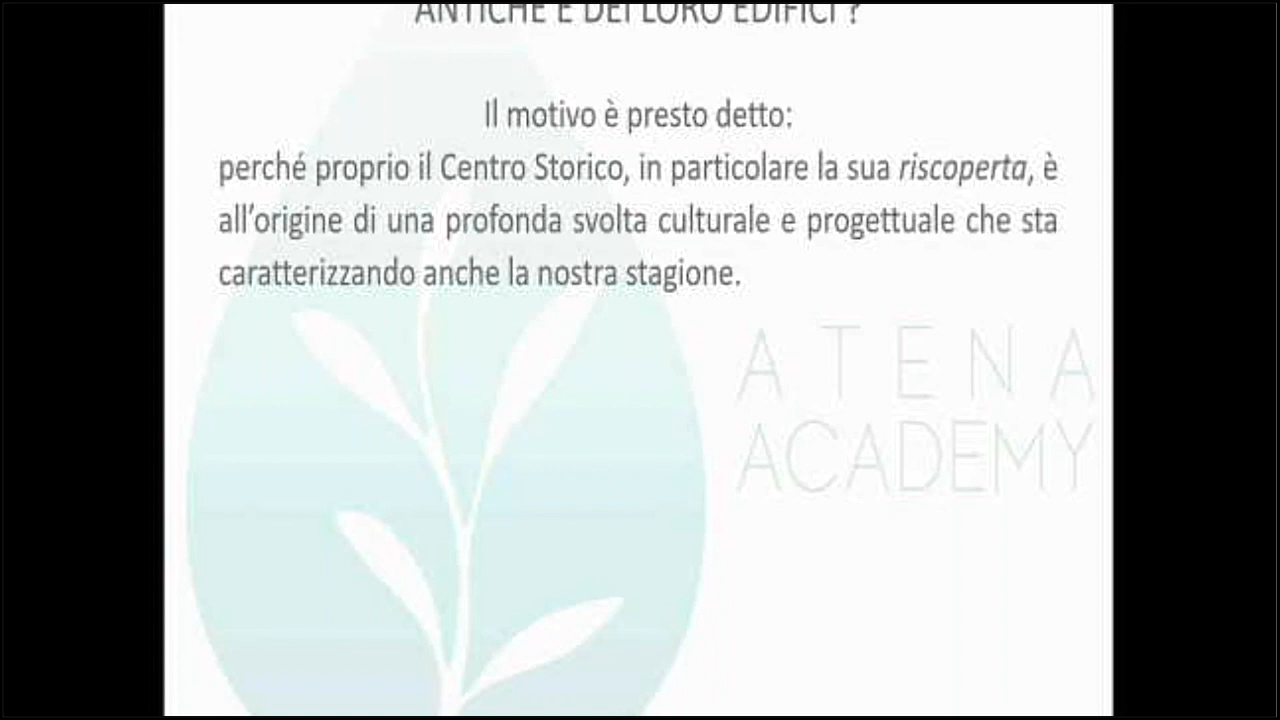 ANTICHE E DEI LORO EDIFICI ?
Il motivo è presto detto:
perché proprio il Centro Storico, in particolare la sua riscoperta, è
all’origine di una profonda svolta culturale e progettuale che sta
caratterizzando anche la nostra stagione.
ATENA
ACADEMY